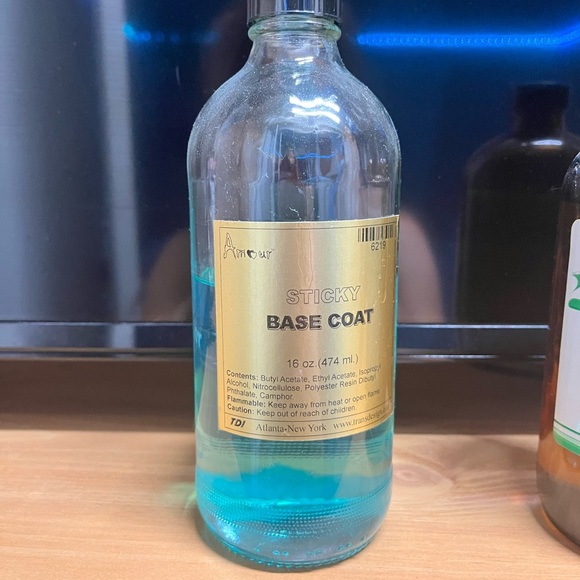 Amour
6219
STICKY
BASE COAT
16 oz.(474 ml.)
Contents: Butyl Acetate, Ethyl Acetate, Isopropyl
Alcohol, Nitrocellulose, Polyester Resin Dibutyl
Phthalate, Camphor.
Flammable: Keep away from heat or open flame.
Caution: Keep out of reach of children.
TDI Atlanta-New York